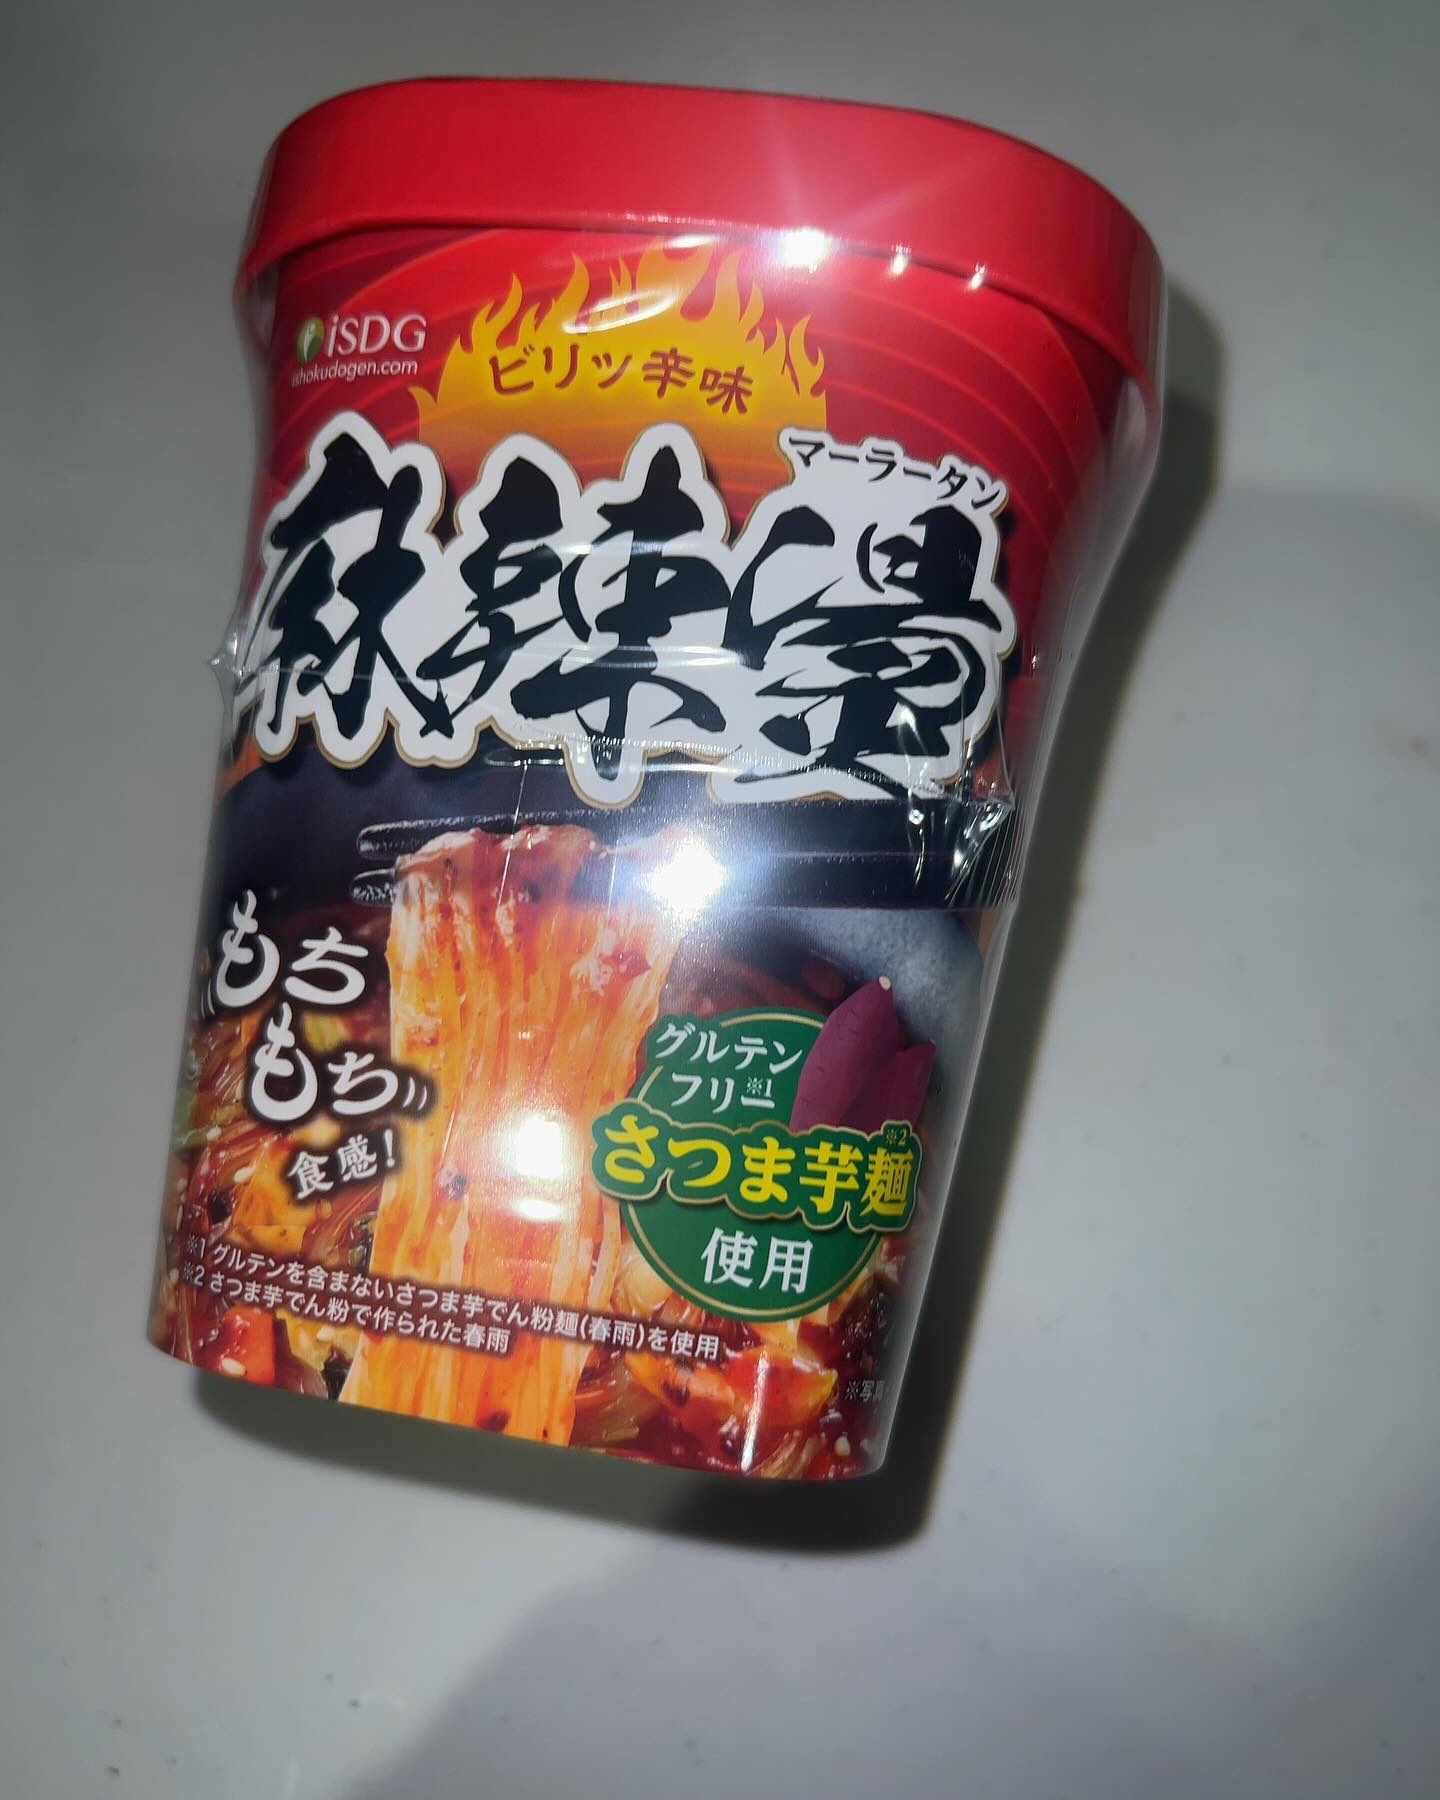 iSDG
ishokudogen.com
ビリッ辛味
マーラータン
麻辣湯
もち
もち
食感!
グルテン
フリー※1
さつま芋麺※2
使用
※1 グルテンを含まないさつま芋でん粉麺(春雨)を使用
※2 さつま芋でん粉で作られた春雨
※写真